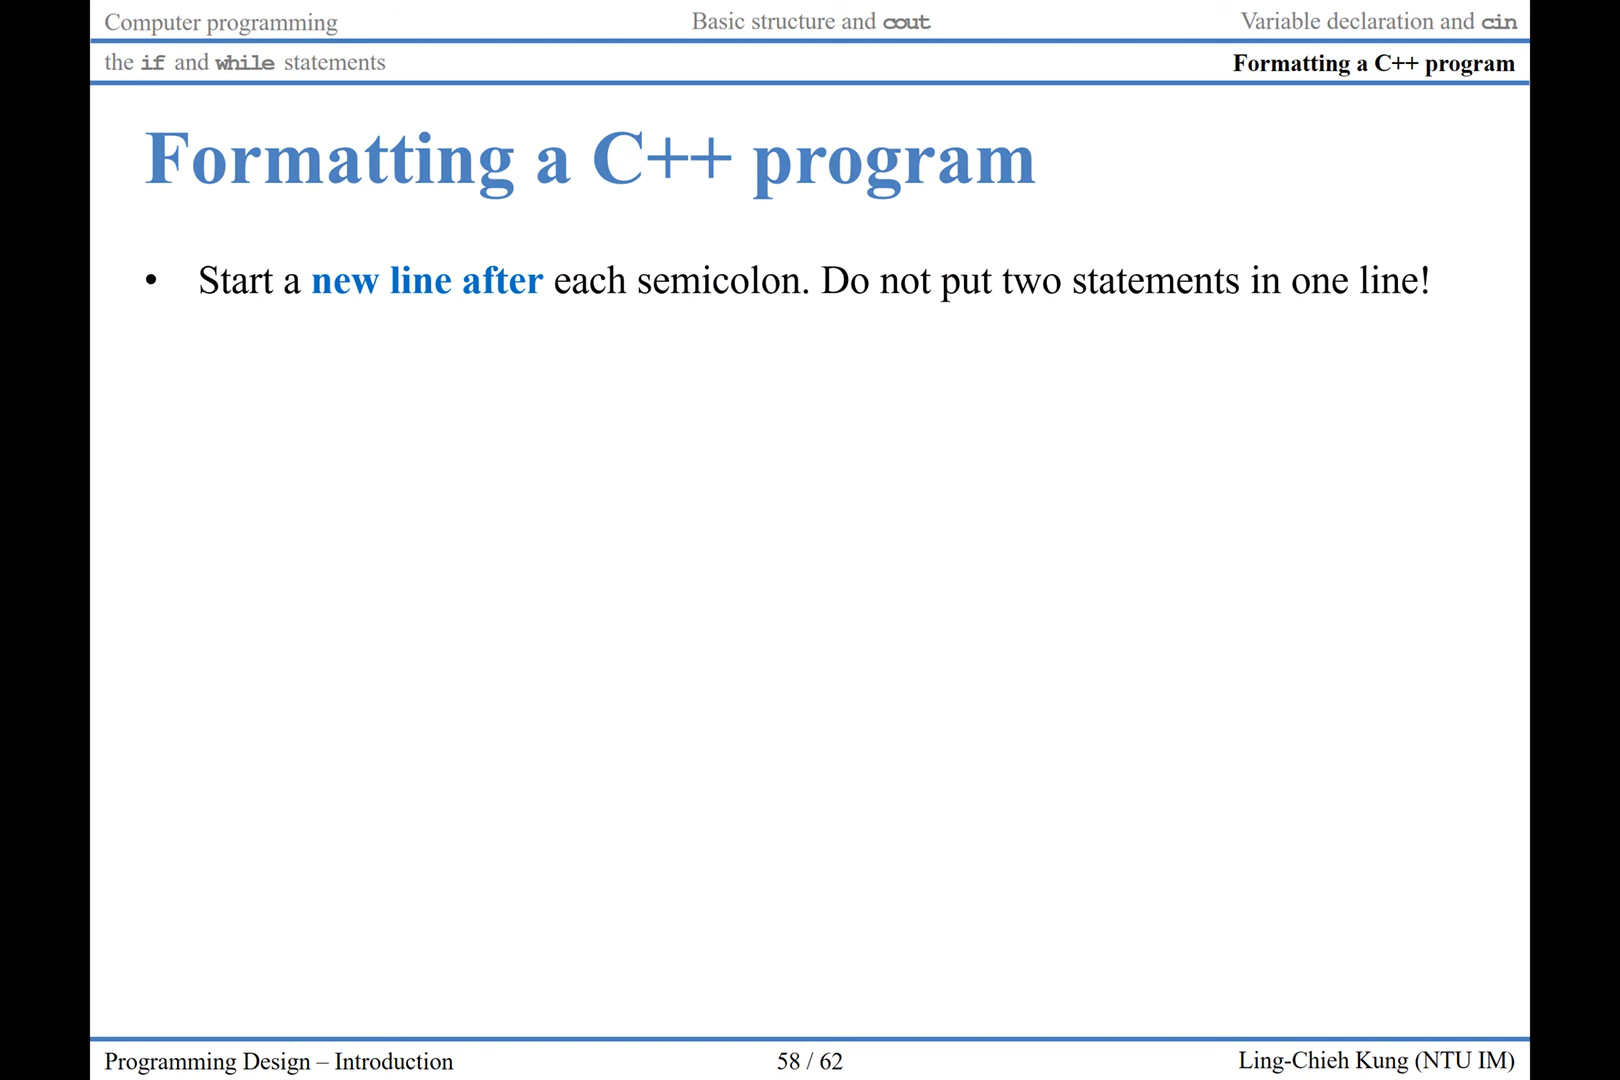 Computer programming Basic structure and cout Variable declaration and cin
the if and while statements Formatting a C++ program
Formatting a C++ program
• Start a new line after each semicolon. Do not put two statements in one line!
Programming Design – Introduction 58 / 62 Ling-Chieh Kung (NTU IM)